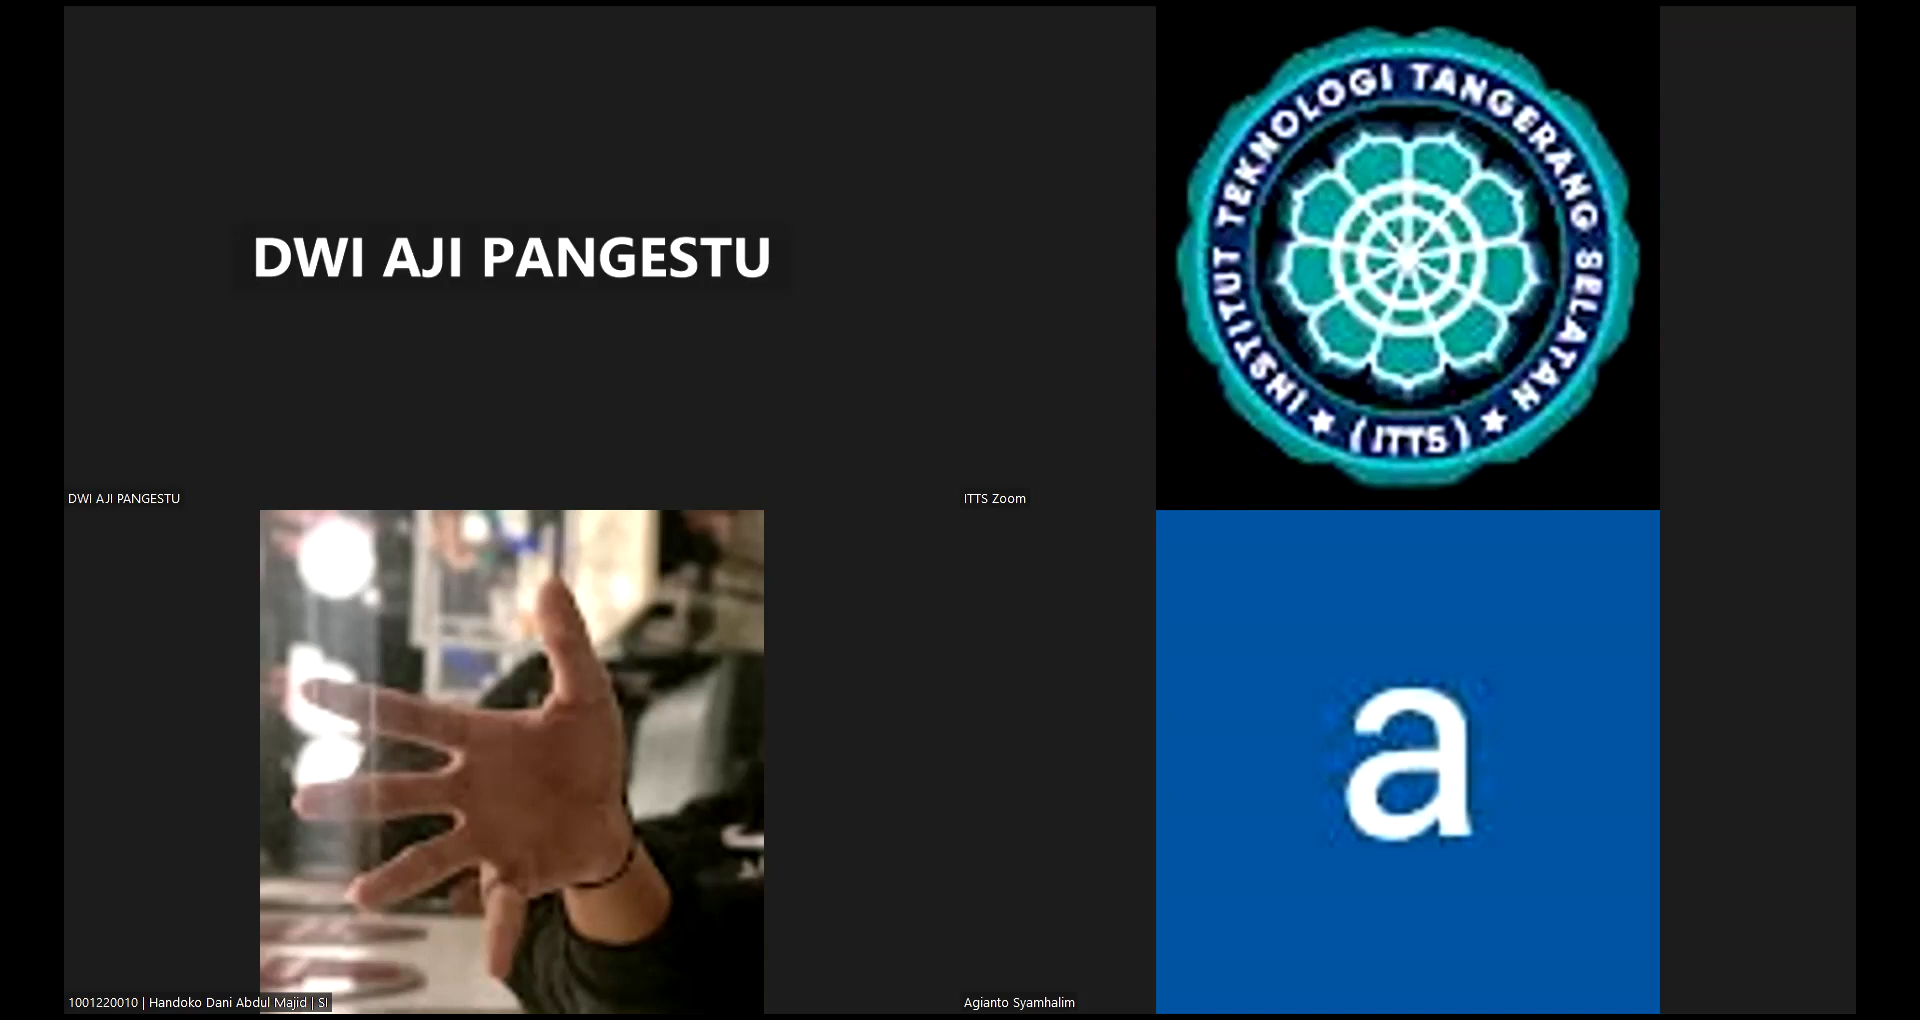 DWI AJI PANGESTU
DWI AJI PANGESTU
INSTITUT TEKNOLOGI TANGERANG SELATAN
(ITTS)
ITTS Zoom
1001220010 | Handoko Dani Abdul Majid | SI
a
Agianto Syamhalim